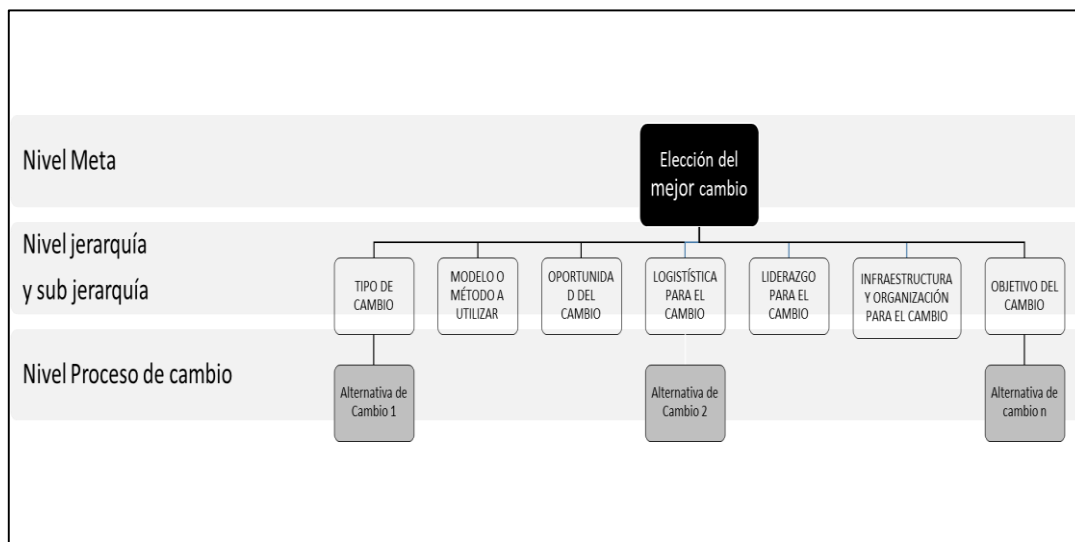 Nivel Meta
Elección del
mejor cambio
Nivel jerarquía
y sub jerarquía
TIPO DE
CAMBIO
MODELO O
MÉTODO A
UTILIZAR
OPORTUNIDA
D DEL
CAMBIO
LOGISTÍSTICA
PARA EL
CAMBIO
LIDERAZGO
PARA EL
CAMBIO
INFRAESTRUCTURA
Y ORGANIZACIÓN
PARA EL CAMBIO
OBJETIVO DEL
CAMBIO
Nivel Proceso de cambio
Alternativa de
Cambio 1
Alternativa de
Cambio 2
Alternativa de
cambio n